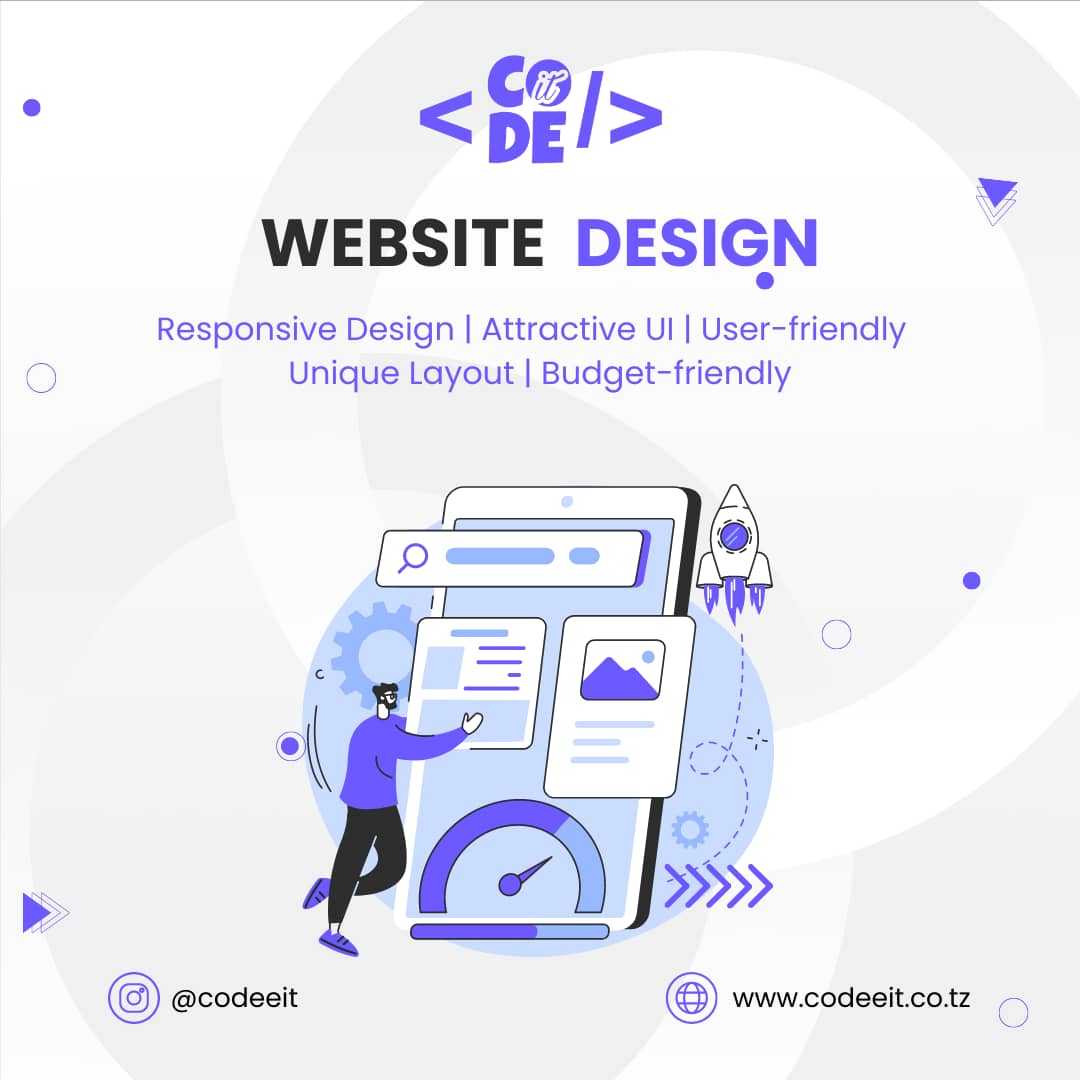 < CO it DE />
WEBSITE DESIGN
Responsive Design | Attractive UI | User-friendly
Unique Layout | Budget-friendly
@codeeit
www.codeeit.co.tz